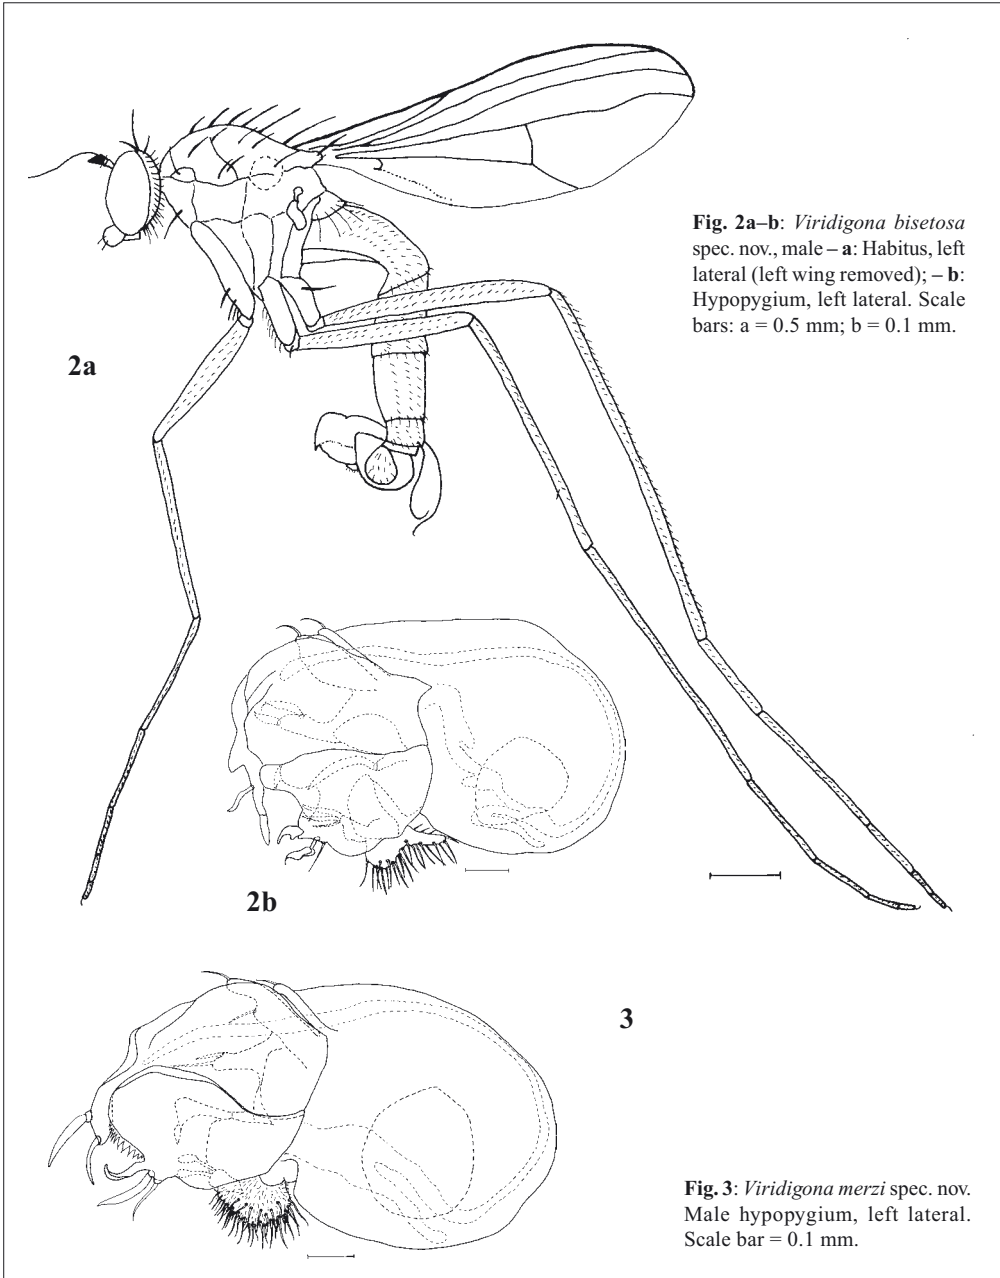 Fig. 2a–b: Viridigona bisetosa
spec. nov., male – a: Habitus, left
lateral (left wing removed); – b:
Hypopygium, left lateral. Scale
bars: a = 0.5 mm; b = 0.1 mm.
2a
2b
3
Fig. 3: Viridigona merzi spec. nov.
Male hypopygium, left lateral.
Scale bar = 0.1 mm.